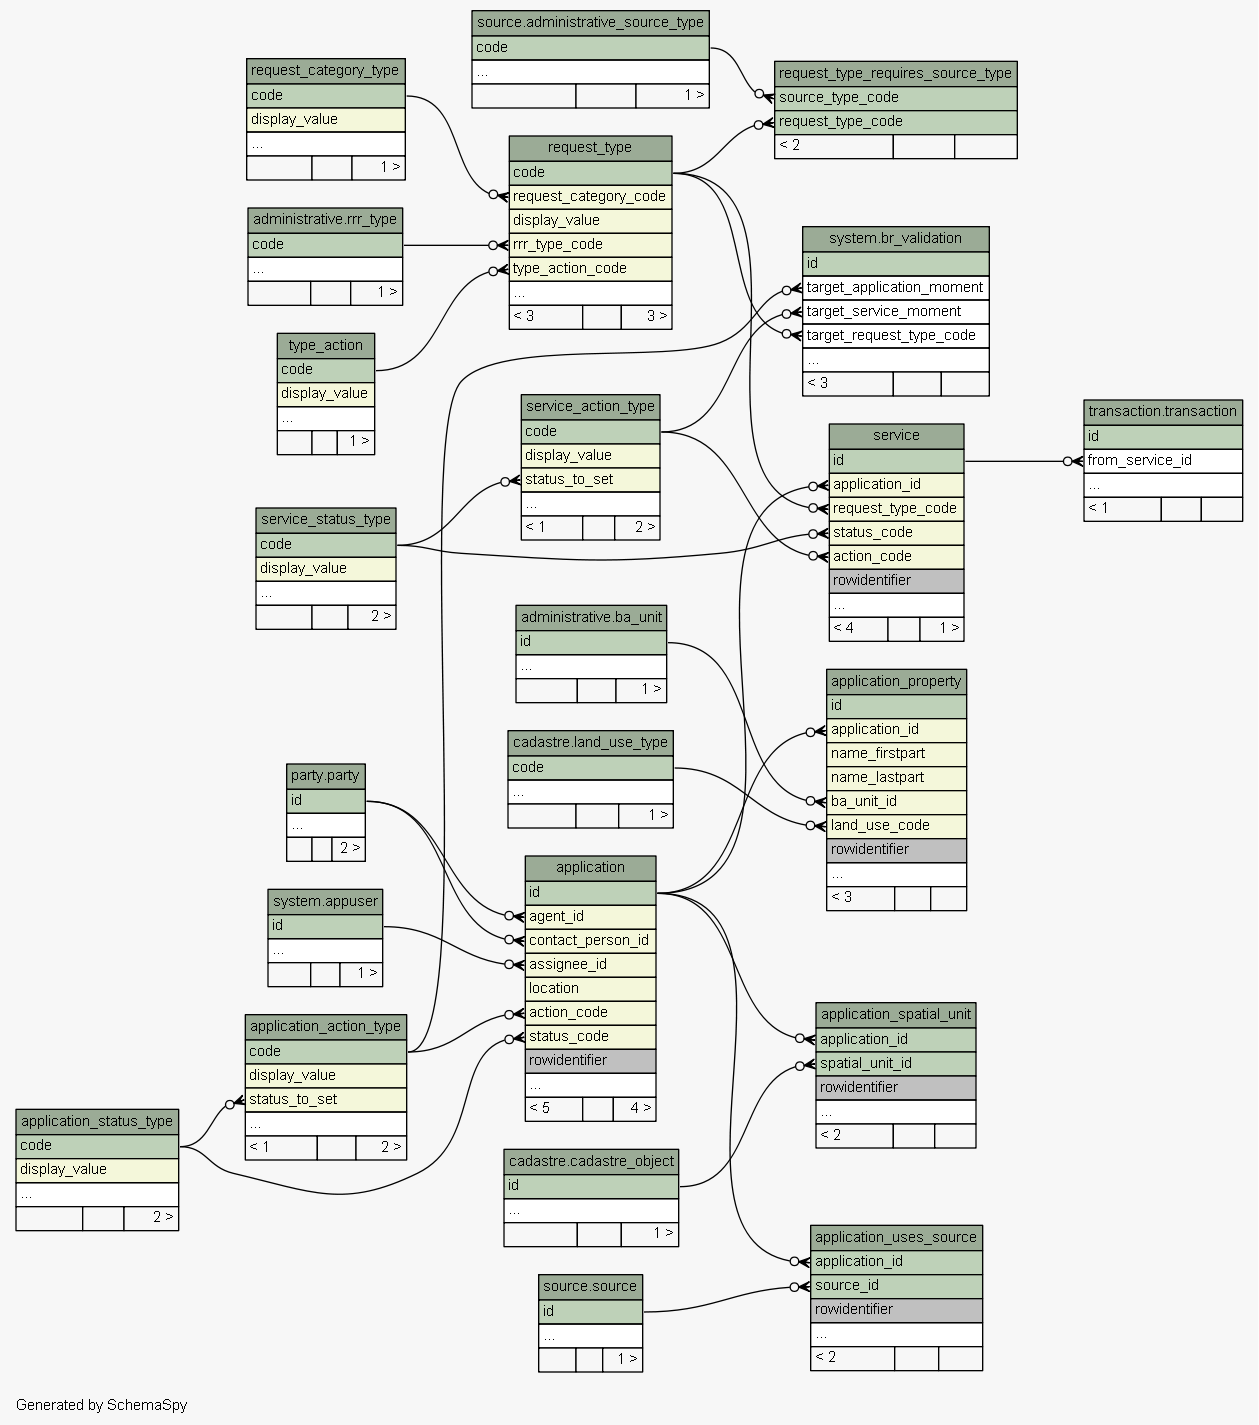 source.administrative_source_type
code
...
1 >
request_category_type
code
display_value
...
1 >
request_type_requires_source_type
source_type_code
request_type_code
< 2
request_type
code
request_category_code
display_value
rrr_type_code
type_action_code
...
< 3 3 >
administrative.rrr_type
code
...
1 >
system.br_validation
id
target_application_moment
target_service_moment
target_request_type_code
...
< 3
type_action
code
display_value
...
1 >
service_action_type
code
display_value
status_to_set
...
< 1 2 >
transaction.transaction
id
from_service_id
...
< 1
service
id
application_id
request_type_code
status_code
action_code
rowidentifier
...
< 4 1 >
service_status_type
code
display_value
...
2 >
administrative.ba_unit
id
...
1 >
application_property
id
application_id
name_firstpart
name_lastpart
ba_unit_id
land_use_code
rowidentifier
...
< 3
cadastre.land_use_type
code
...
1 >
party.party
id
...
2 >
application
id
agent_id
contact_person_id
assignee_id
location
action_code
status_code
rowidentifier
...
< 5 4 >
system.appuser
id
...
1 >
application_action_type
code
display_value
status_to_set
...
< 1 2 >
application_spatial_unit
application_id
spatial_unit_id
rowidentifier
...
< 2
application_status_type
code
display_value
...
2 >
cadastre.cadastre_object
id
...
1 >
application_uses_source
application_id
source_id
rowidentifier
...
< 2
source.source
id
...
1 >
Generated by SchemaSpy